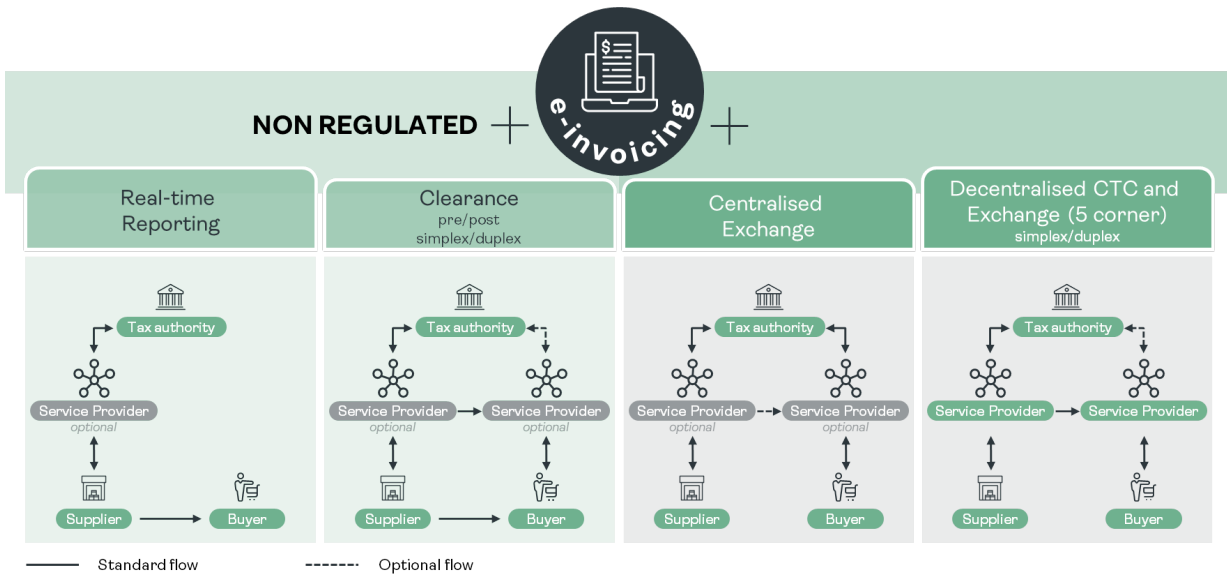 $
e-invoicing
NON REGULATED
Real-time
Reporting
Clearance
pre/post
simplex/duplex
Centralised
Exchange
Decentralised CTC and
Exchange (5 corner)
simplex/duplex
Tax authority
Service Provider
optional
Supplier
Buyer
Tax authority
Service Provider
Service Provider
optional
optional
Supplier
Buyer
Tax authority
Service Provider
Service Provider
optional
optional
Supplier
Buyer
Tax authority
Service Provider
Service Provider
Supplier
Buyer
Standard flow
Optional flow